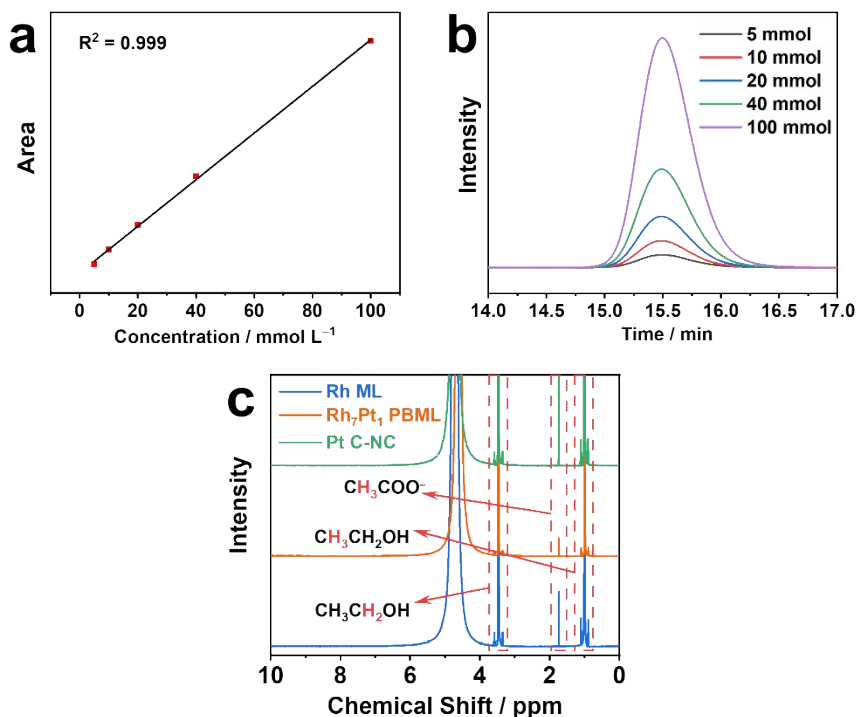 a
R² = 0.999
Area
0 20 40 60 80 100
Concentration / mmol L⁻¹
b
5 mmol
10 mmol
20 mmol
40 mmol
100 mmol
Intensity
14.0 14.5 15.0 15.5 16.0 16.5 17.0
Time / min
c
Rh ML
Rh₇Pt₁ PBML
Pt C-NC
CH₃COO⁻
CH₃CH₂OH
CH₃CH₂OH
Intensity
10 8 6 4 2 0
Chemical Shift / ppm